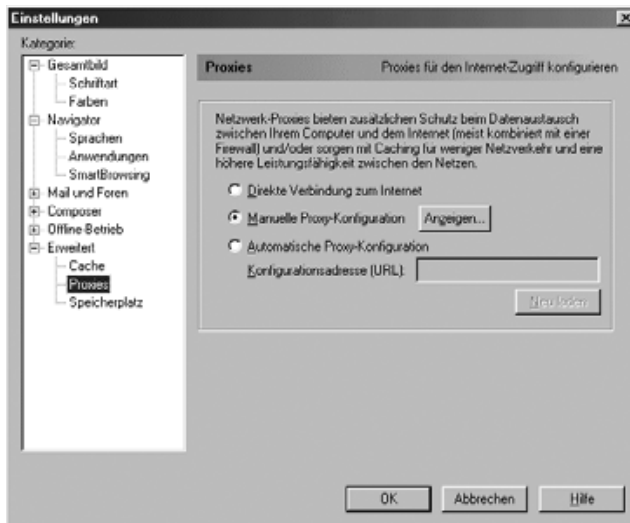 Einstellungen
Kategorie:
Gesamtbild
Schriftart
Farben
Navigator
Sprachen
Anwendungen
SmartBrowsing
Mail und Foren
Composer
Offline-Betrieb
Erweitert
Cache
Proxies
Speicherplatz
Proxies Proxies für den Internet-Zugriff konfigurieren
Netzwerk-Proxies bieten zusätzlichen Schutz beim Datenaustausch
zwischen Ihrem Computer und dem Internet (meist kombiniert mit einer
Firewall) und/oder sorgen mit Caching für weniger Netzverkehr und eine
höhere Leistungsfähigkeit zwischen den Netzen.
Direkte Verbindung zum Internet
Manuelle Proxy-Konfiguration Anzeigen...
Automatische Proxy-Konfiguration
Konfigurationsadresse (URL):
Neu laden
OK Abbrechen Hilfe